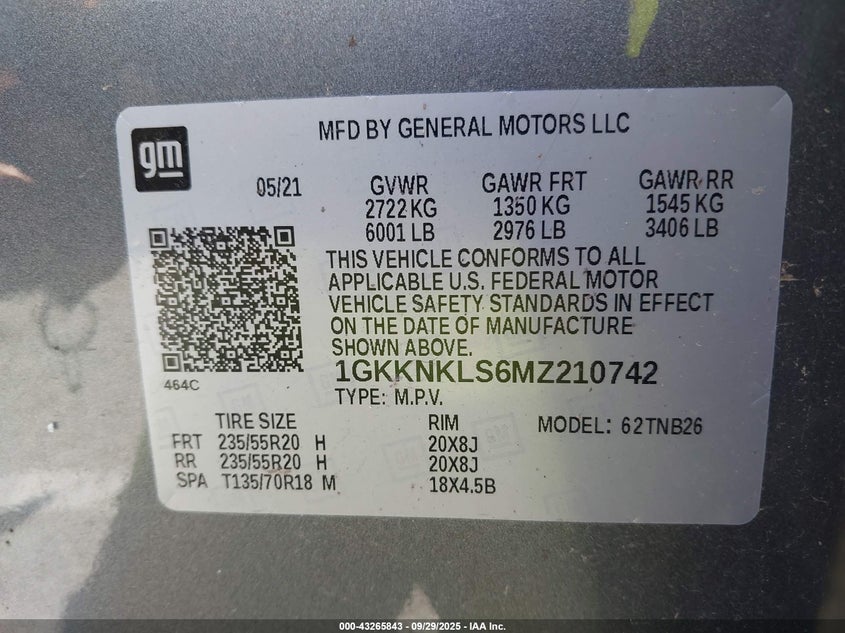 gm
MFD BY GENERAL MOTORS LLC
05/21 GVWR GAWR FRT GAWR RR
2722 KG 1350 KG 1545 KG
6001 LB 2976 LB 3406 LB
THIS VEHICLE CONFORMS TO ALL
APPLICABLE U.S. FEDERAL MOTOR
VEHICLE SAFETY STANDARDS IN EFFECT
ON THE DATE OF MANUFACTURE
SHOWN ABOVE.
464C
1GKKNKLS6MZ210742
TYPE: M.P.V.
TIRE SIZE RIM MODEL: 62TNB26
FRT 235/55R20 H 20X8J
RR 235/55R20 H 20X8J
SPA T135/70R18 M 18X4.5B
000-43265843 - 09/29/2025 - IAA Inc.